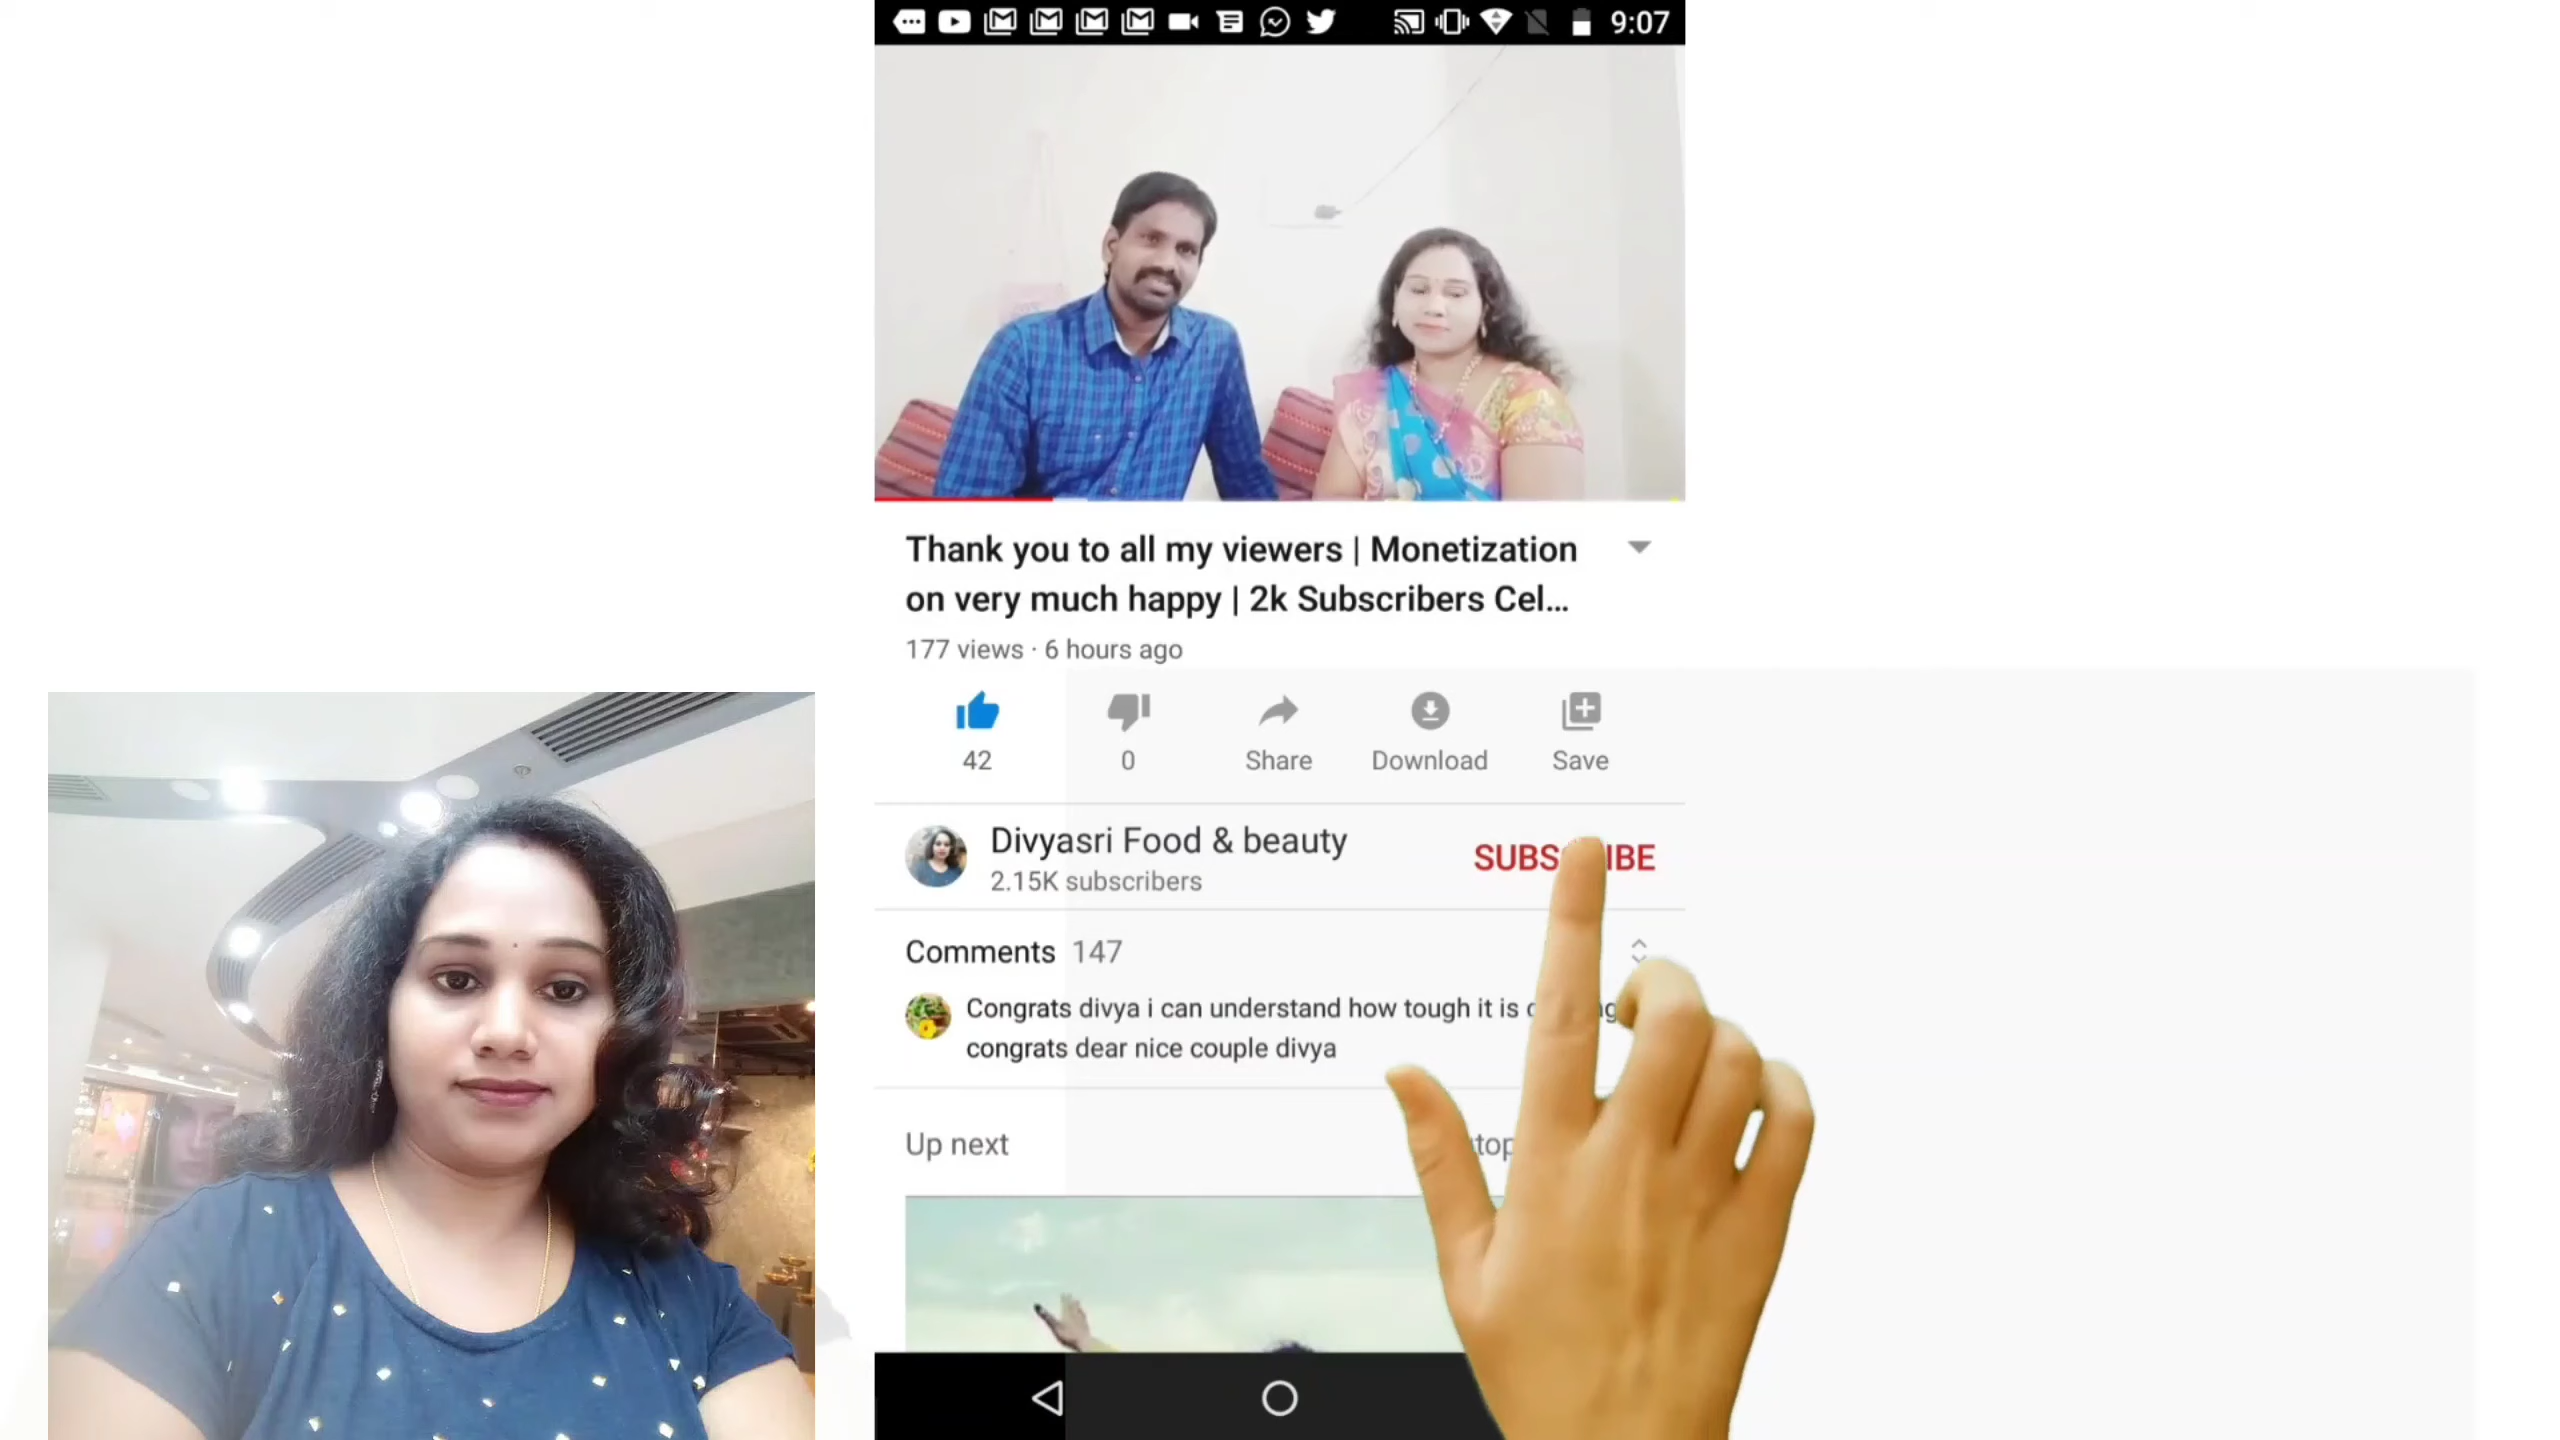 9:07
Thank you to all my viewers | Monetization
on very much happy | 2k Subscribers Cel...
177 views · 6 hours ago
42 0 Share Download Save
Divyasri Food & beauty
2.15K subscribers
Comments 147
Congrats divya i can understand how tough it is
congrats dear nice couple divya
Up next